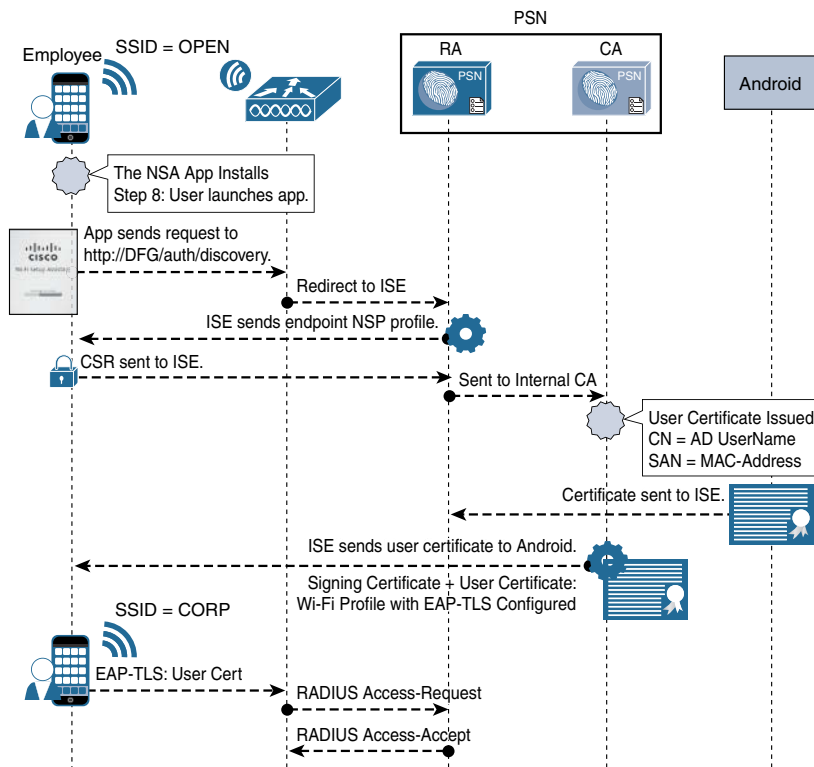 PSN
SSID = OPEN
Employee
RA
CA
PSN
PSN
Android
The NSA App Installs
Step 8: User launches app.
App sends request to
http://DFG/auth/discovery.
CISCO
Redirect to ISE
ISE sends endpoint NSP profile.
CSR sent to ISE.
Sent to Internal CA
User Certificate Issued
CN = AD UserName
SAN = MAC-Address
Certificate sent to ISE.
ISE sends user certificate to Android.
Signing Certificate + User Certificate:
Wi-Fi Profile with EAP-TLS Configured
SSID = CORP
EAP-TLS: User Cert
RADIUS Access-Request
RADIUS Access-Accept